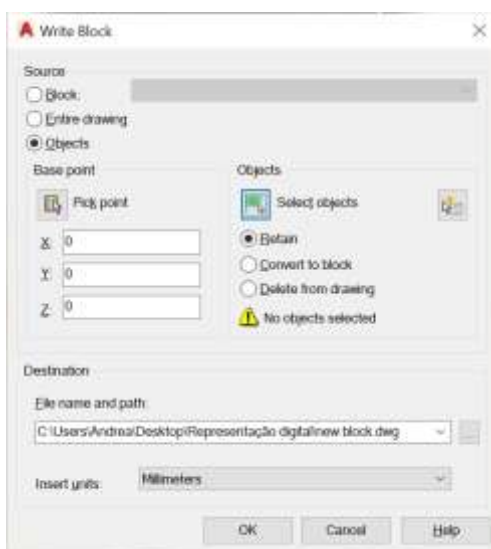 Write Block
Source
Block:
Entire drawing
Objects
Base point
Pick point
X: 0
Y: 0
Z: 0
Objects
Select objects
Retain
Convert to block
Delete from drawing
No objects selected
Destination
File name and path:
C:\Users\Andrea\Desktop\Representação digital\new block.dwg
...
Insert units:
Millimeters
OK
Cancel
Help